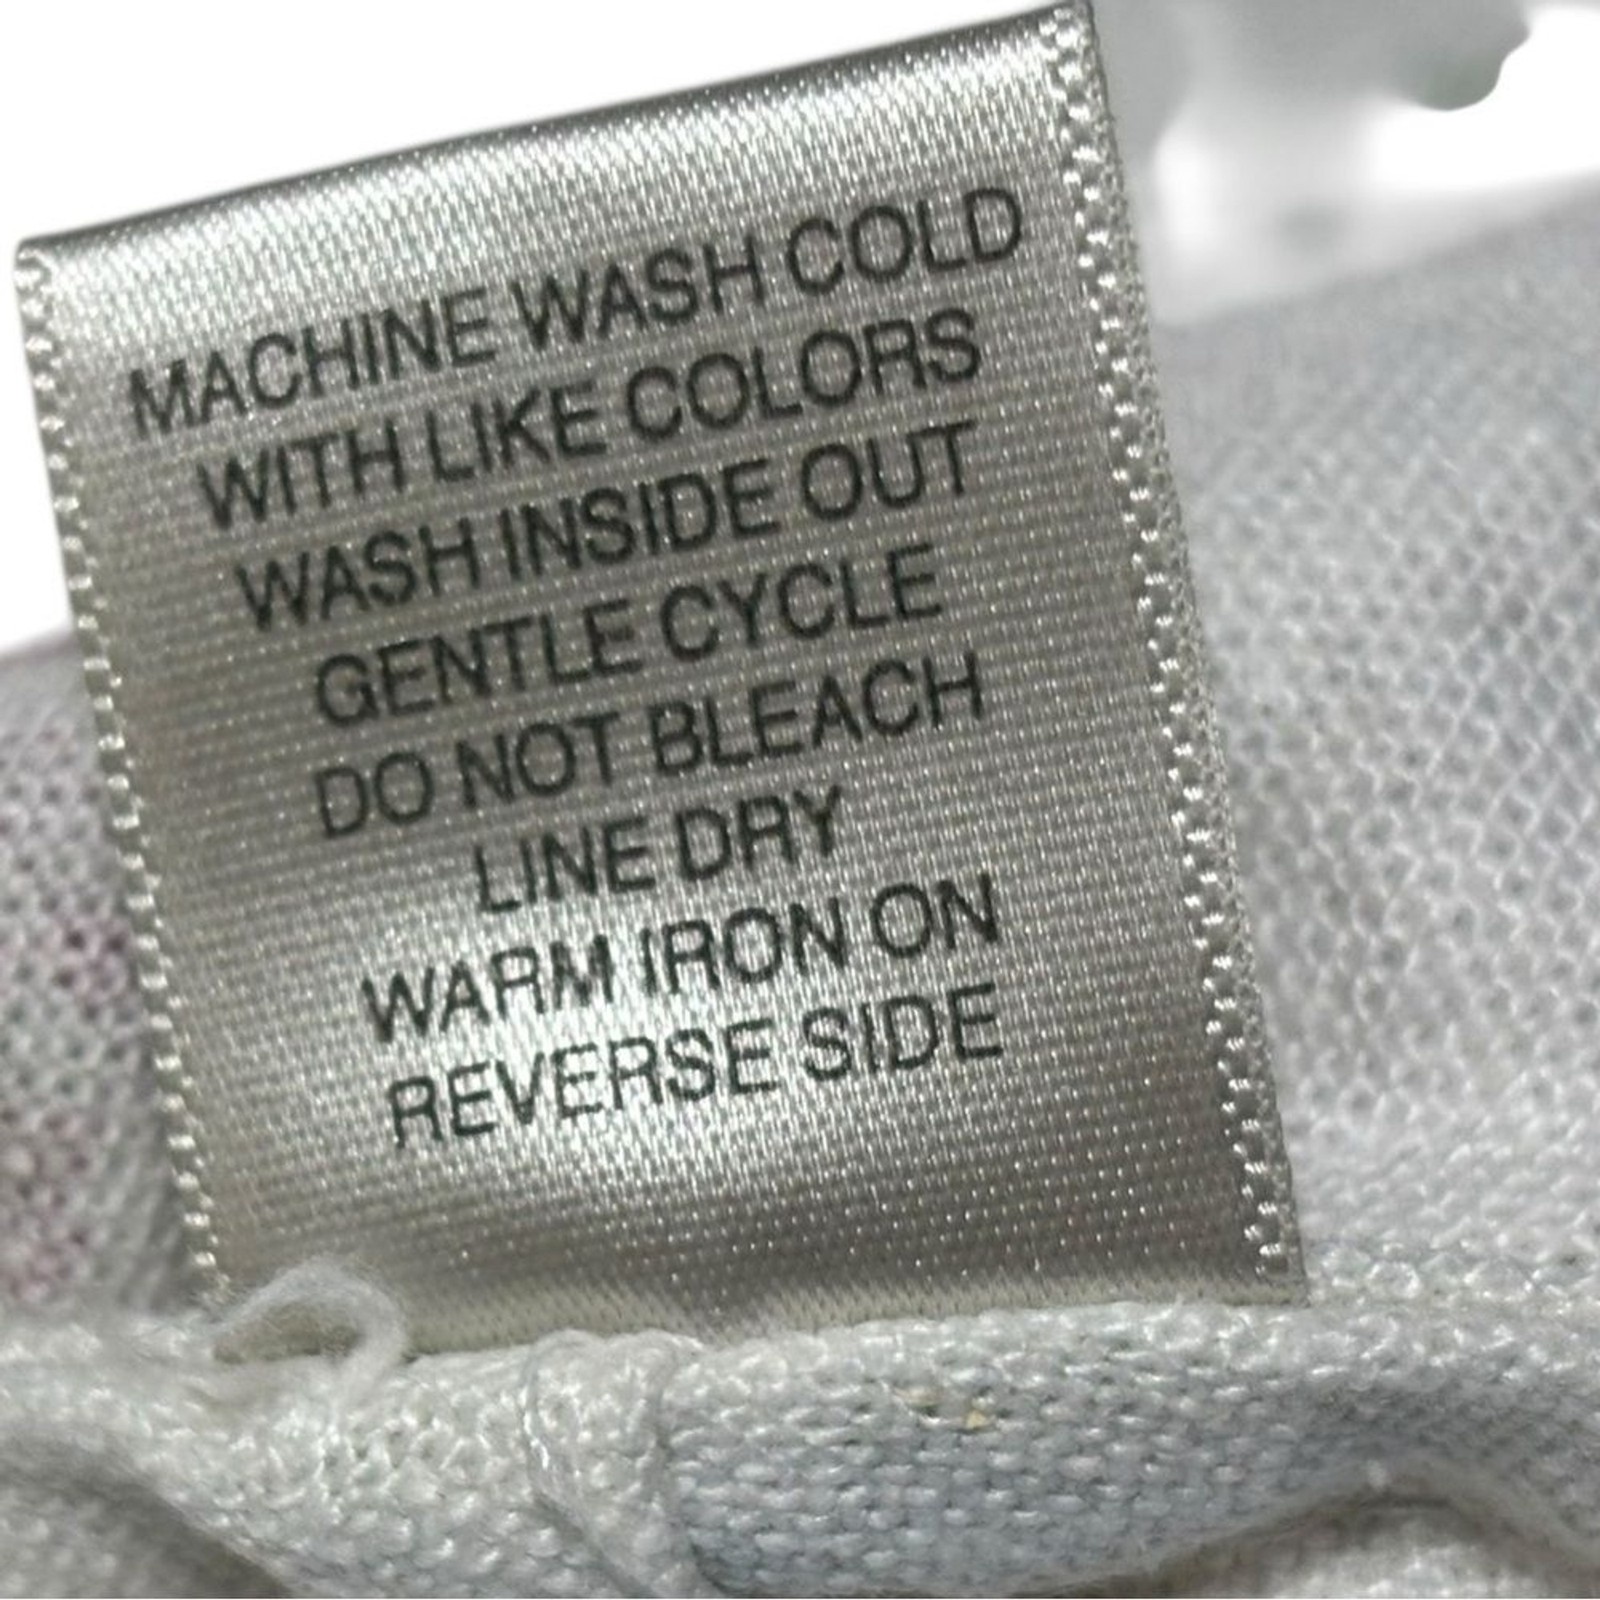 MACHINE WASH COLD
WITH LIKE COLORS
WASH INSIDE OUT
GENTLE CYCLE
DO NOT BLEACH
LINE DRY
WARM IRON ON
REVERSE SIDE